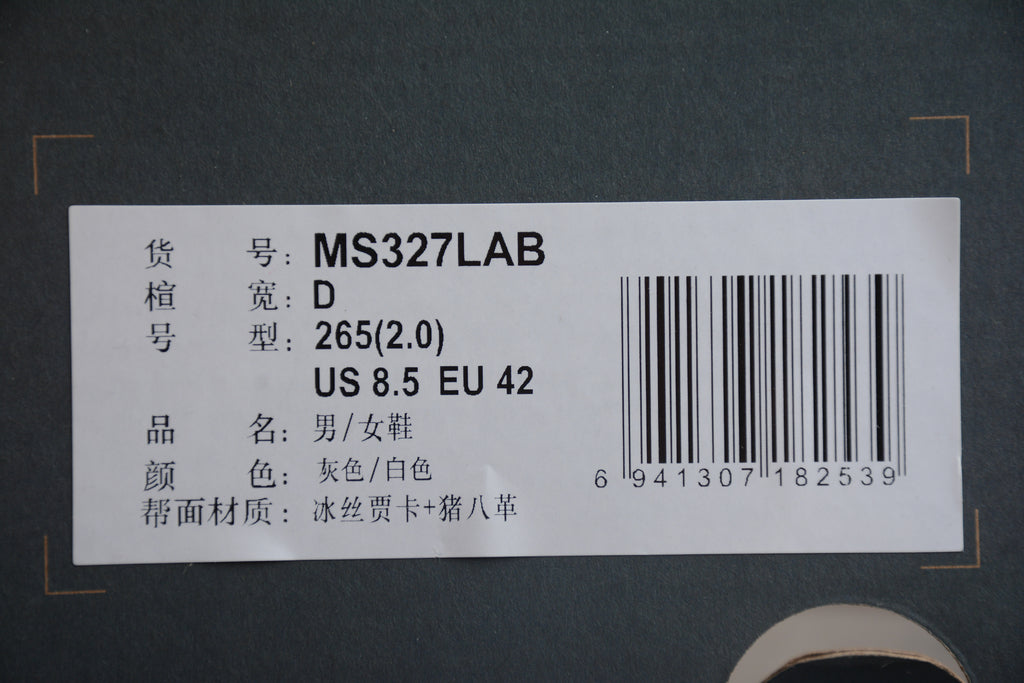 货 号: MS327LAB
楦 宽: D
号 型: 265(2.0)
US 8.5 EU 42
品 名: 男/女鞋
颜 色: 灰色/白色
帮面材质: 冰丝贾卡+猪八革
6 941307 182539